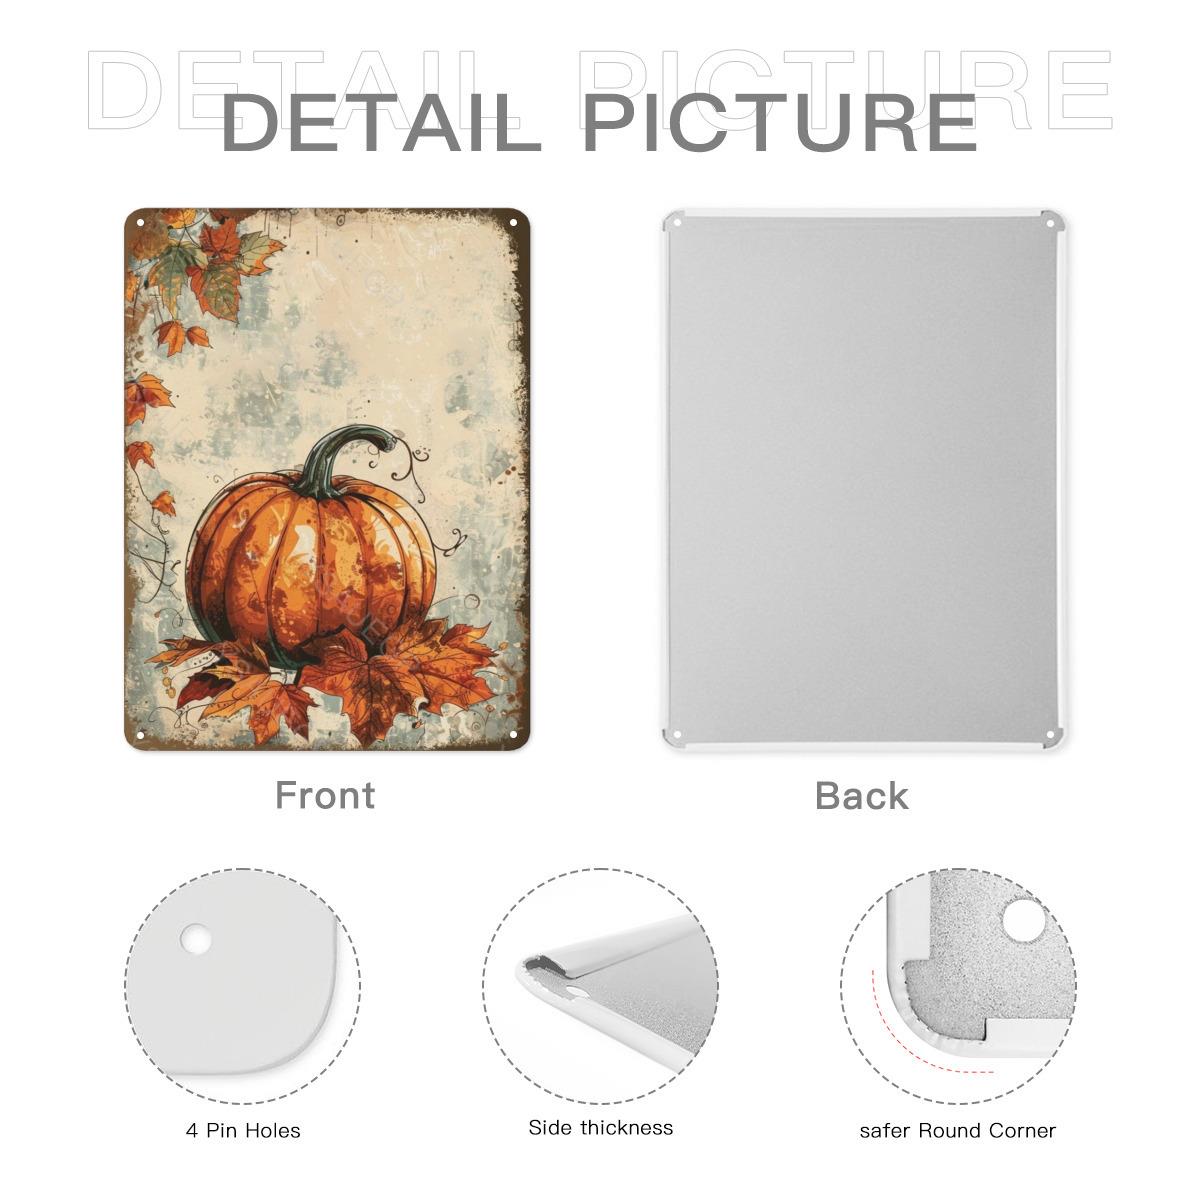 DETAIL PICTURE
DETAIL PICTURE
Front
Back
4 Pin Holes
Side thickness
safer Round Corner